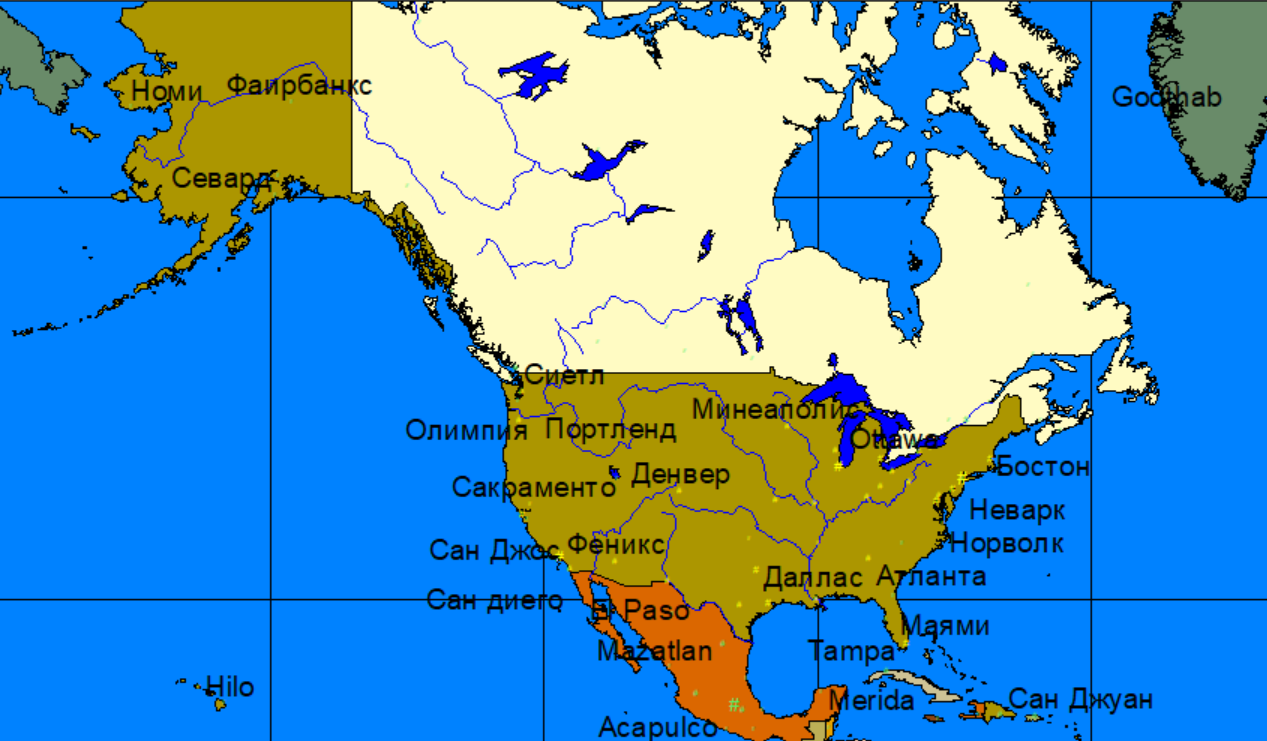 Номи
Фаирбанкс
Godthab
Севард
Сиетл
Минеаполис
Олимпия
Портленд
Ottawa
Бостон
Денвер
Сакраменто
Неварк
Норволк
Сан Джос
Феникс
Даллас
Атланта
Сан диего
El Paso
Маями
Mazatlan
Tampa
Hilo
Merida
Сан Джуан
Acapulco